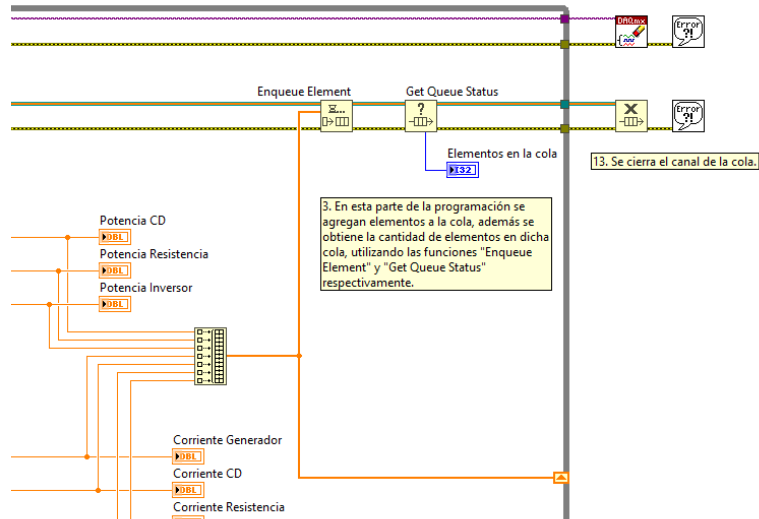 DAQmx
Error
?!
Enqueue Element
Get Queue Status
?
X
Error
?!
Elementos en la cola
I32
13. Se cierra el canal de la cola.
3. En esta parte de la programación se
agregan elementos a la cola, además se
obtiene la cantidad de elementos en dicha
cola, utilizando las funciones "Enqueue
Element" y "Get Queue Status"
respectivamente.
Potencia CD
DBL
Potencia Resistencia
DBL
Potencia Inversor
DBL
Corriente Generador
DBL
Corriente CD
DBL
Corriente Resistencia